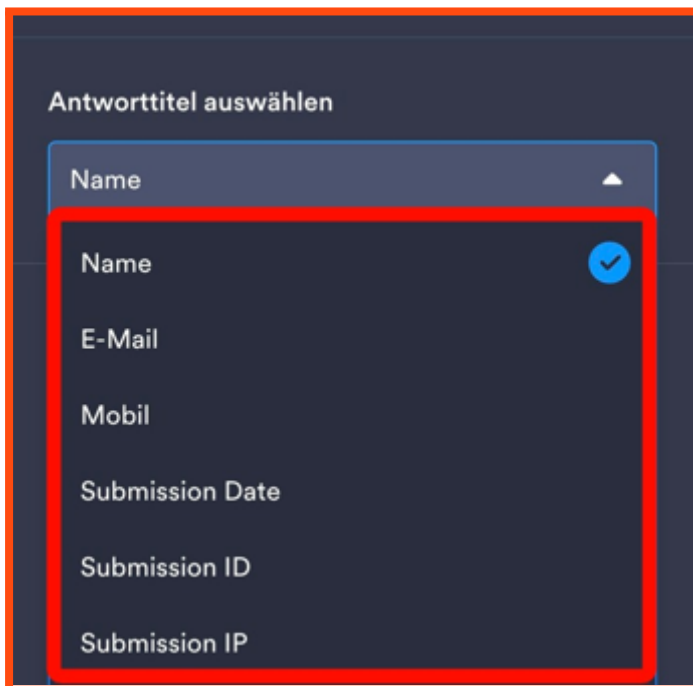 Antworttitel auswählen
Name
Name
E-Mail
Mobil
Submission Date
Submission ID
Submission IP